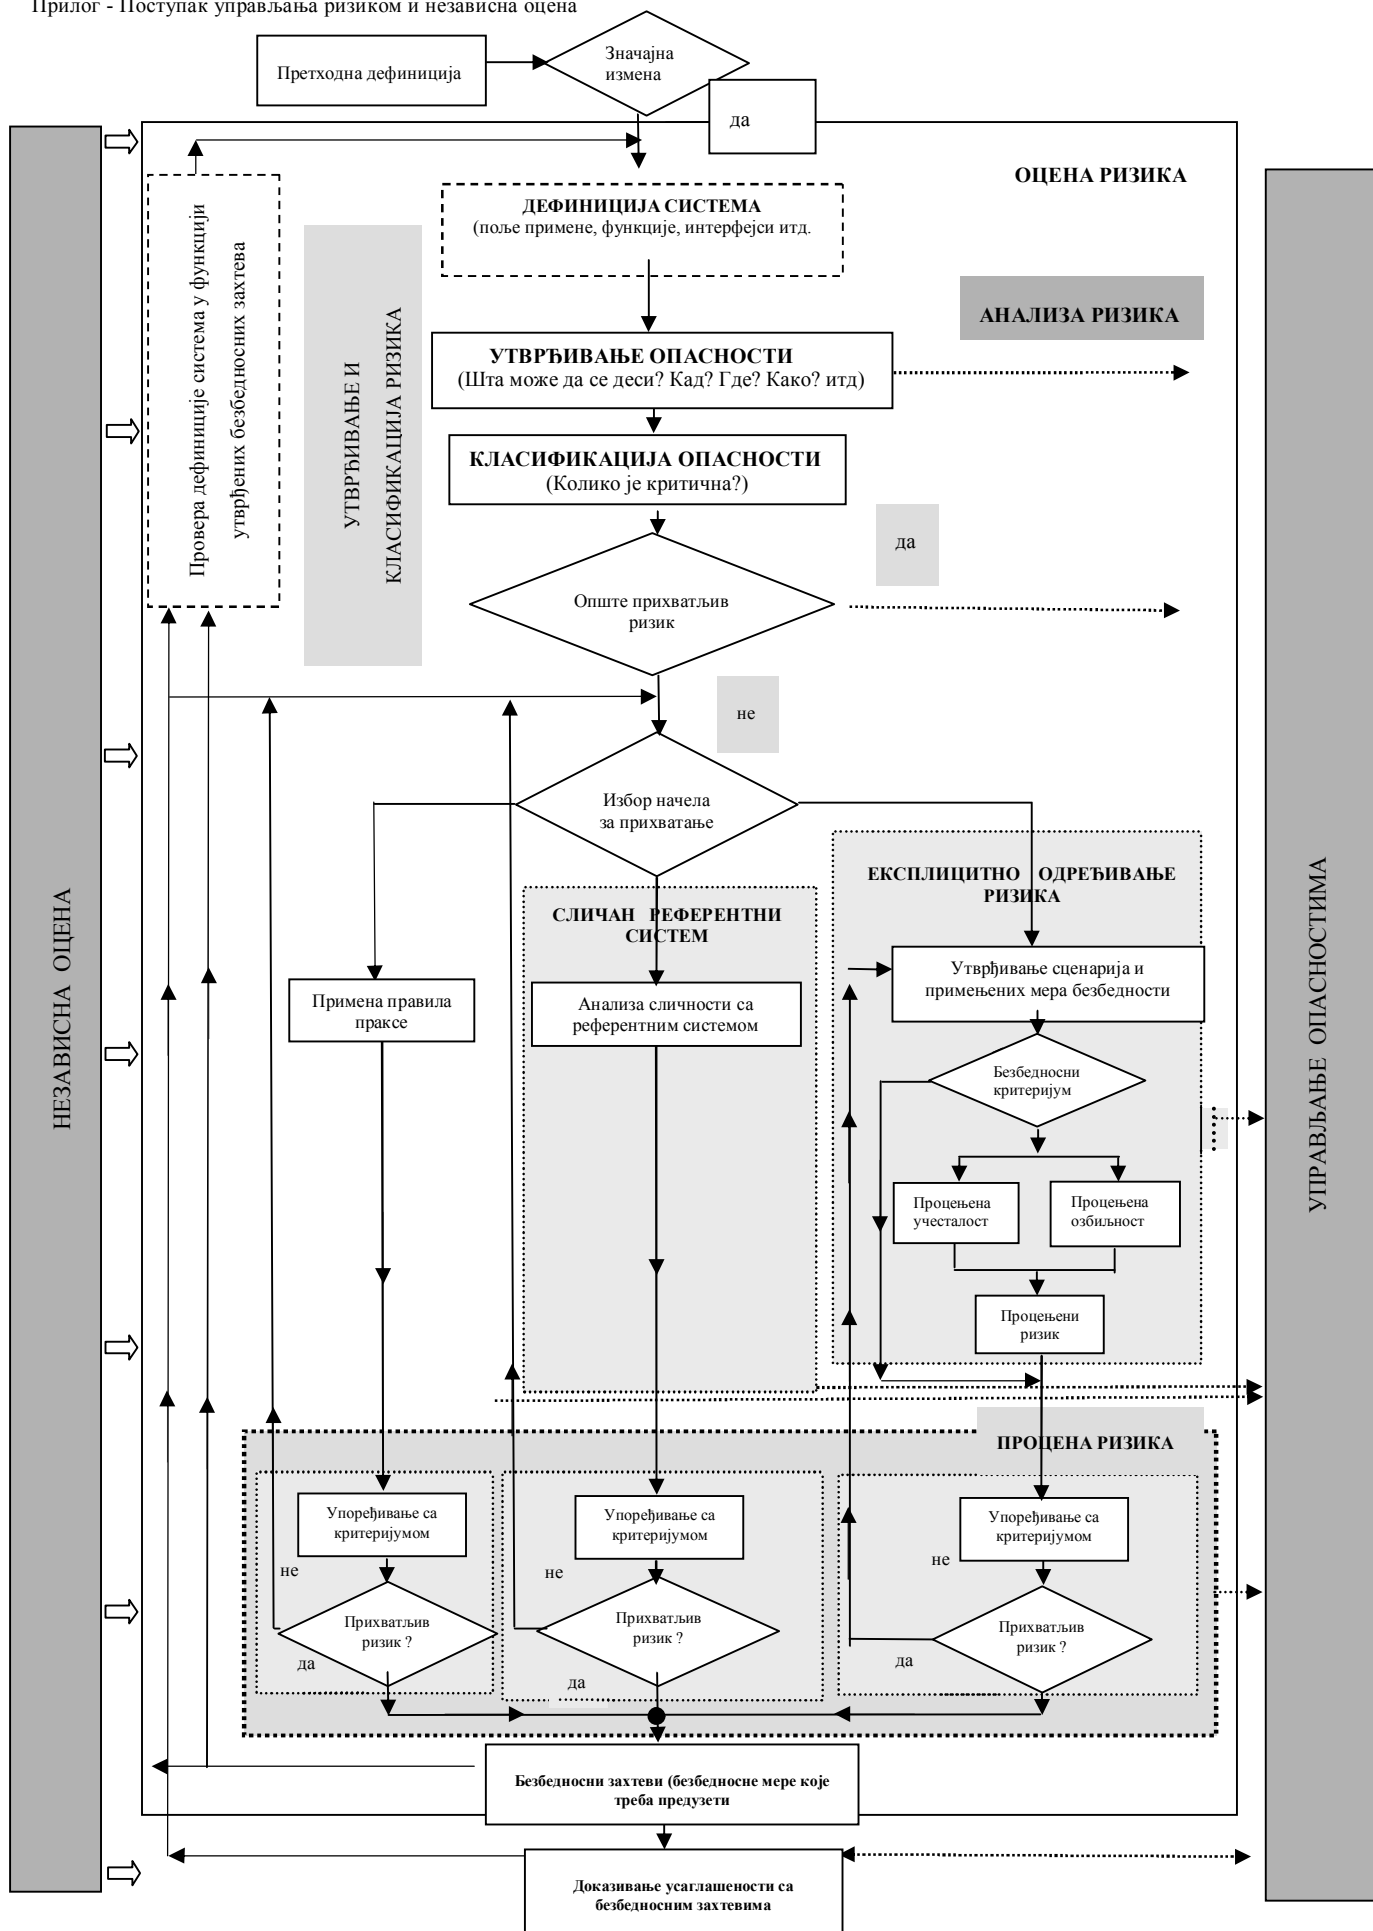 Прилог - Поступак управљања ризиком и независна оцена
Претходна дефиниција
Значајна
измена
да
ОЦЕНА РИЗИКА
ДЕФИНИЦИЈА СИСТЕМА
(поље примене, функције, интерфејси итд.
Провера дефиниције система у функцији
утврђених безбедносних захтева
УТВРЂИВАЊЕ И
КЛАСИФИКАЦИЈА РИЗИКА
АНАЛИЗА РИЗИКА
УТВРЂИВАЊЕ ОПАСНОСТИ
(Шта може да се деси? Кад? Где? Како? итд)
КЛАСИФИКАЦИЈА ОПАСНОСТИ
(Колико је критична?)
да
Опште прихватљив
ризик
не
Избор начела
за прихватање
НЕЗАВИСНА ОЦЕНА
УПРАВЉАЊЕ ОПАСНОСТИМА
ЕКСПЛИЦИТНО ОДРЕЂИВАЊЕ
РИЗИКА
СЛИЧАН РЕФЕРЕНТНИ
СИСТЕМ
Примена правила
праксе
Анализа сличности са
референтним системом
Утврђивање сценарија и
примењених мера безбедности
Безбедносни
критеријум
Процењена
учесталост
Процењена
озбиљност
Процењени
ризик
ПРОЦЕНА РИЗИКА
Упоређивање са
критеријумом
Упоређивање са
критеријумом
Упоређивање са
критеријумом
не
не
не
Прихватљив
ризик ?
Прихватљив
ризик ?
Прихватљив
ризик ?
да
да
да
Безбедносни захтеви (безбедносне мере које
треба предузети
Доказивање усаглашености са
безбедносним захтевима